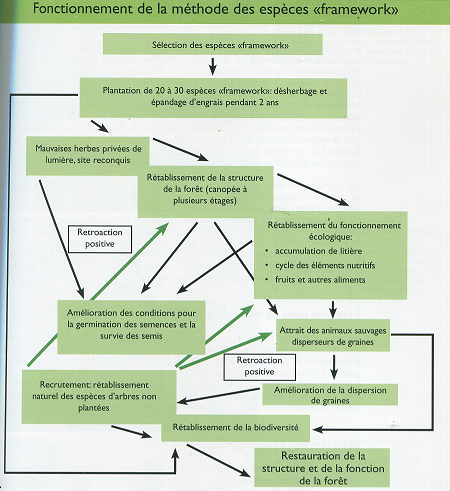 Fonctionnement de la méthode des espèces «framework»
Sélection des espèces «framework»
Plantation de 20 à 30 espèces «framework»: désherbage et
épandage d'engrais pendant 2 ans
Mauvaises herbes privées de
lumière, site reconquis
Rétablissement de la structure
de la forêt (canopée à
plusieurs étages)
Retroaction
positive
Rétablissement du fonctionnement
écologique:
• accumulation de litière
• cycle des éléments nutritifs
• fruits et autres aliments
Amélioration des conditions pour
la germination des semences et la
survie des semis
Attrait des animaux sauvages
disperseurs de graines
Retroaction
positive
Recrutement: rétablissement
naturel des espèces d'arbres non
plantées
Amélioration de la dispersion
de graines
Rétablissement de la biodiversité
Restauration de la
structure et de la fonction
de la forêt